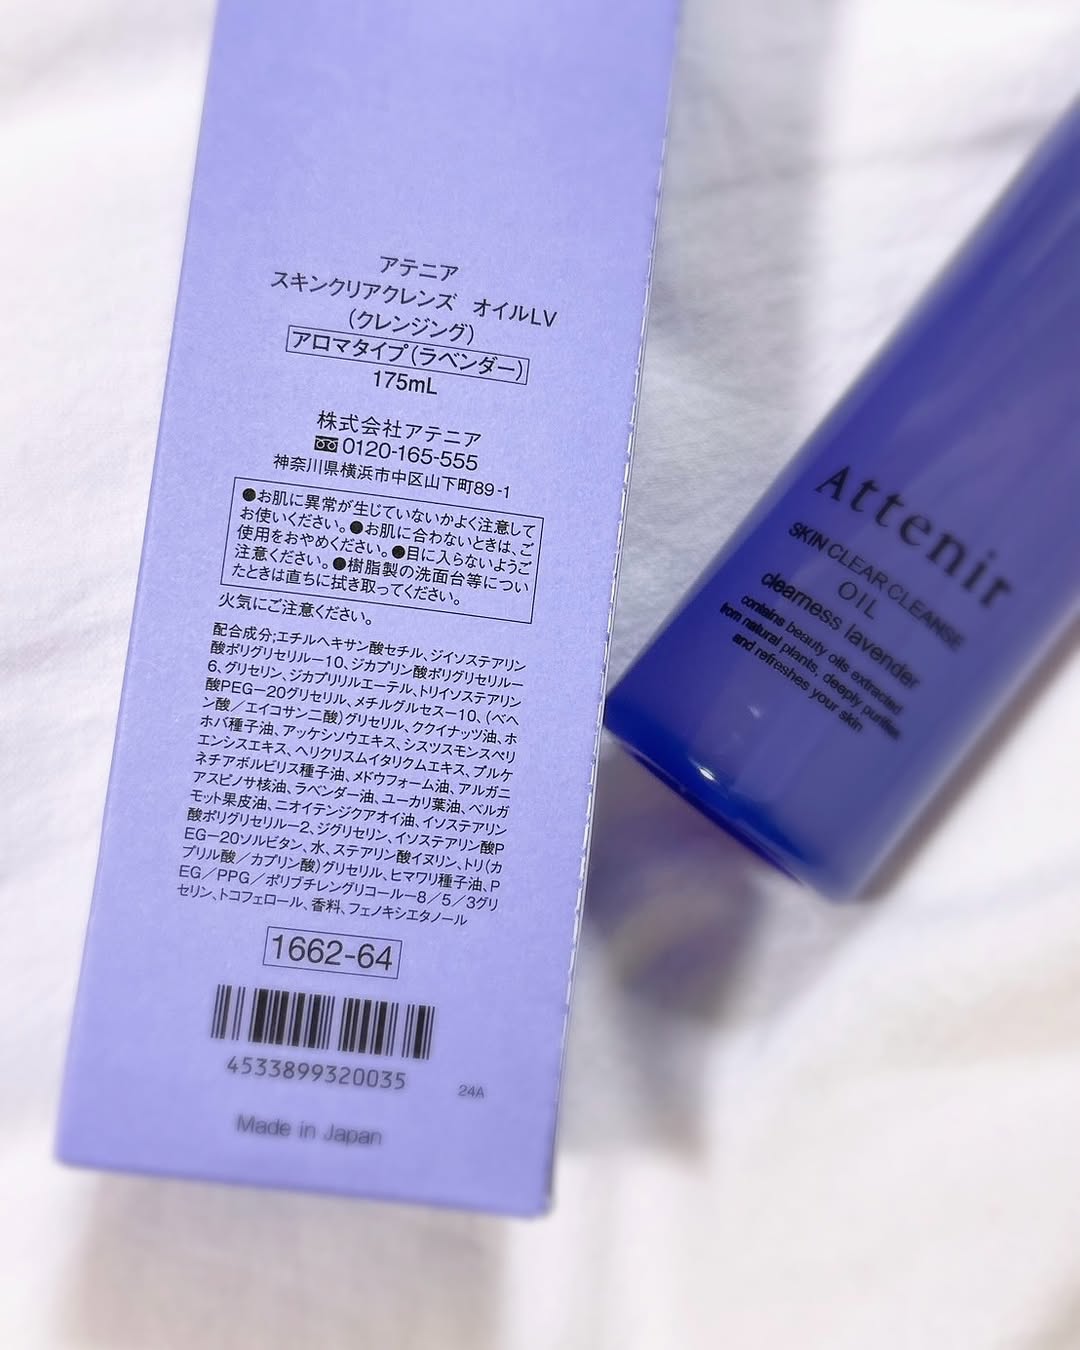 アテニア
スキンクリアクレンズ オイルLV
(クレンジング)
アロマタイプ(ラベンダー)
175mL
株式会社アテニア
0120-165-555
神奈川県横浜市中区山下町89-1
●お肌に異常が生じていないかよく注意して
お使いください。●お肌に合わないときは、ご
使用をおやめください。●目に入らないようご
注意ください。●樹脂製の洗面台等につい
たときは直ちに拭き取ってください。
火気にご注意ください。
配合成分;エチルヘキサン酸セチル、ジイソステアリン
酸ポリグリセリル－10、ジカプリン酸ポリグリセリル－
6、グリセリン、ジカプリリルエーテル、トリイソステアリン
酸PEG－20グリセリル、メチルグルセス－10、(ベヘ
ン酸／エイコサン二酸)グリセリル、ククイナッツ油、ホ
ホバ種子油、アッケシソウエキス、シスツスモンスペリ
エンシスエキス、ヘリクリスムイタリクムエキス、プルケ
ネチアボルビリス種子油、メドウフォーム油、アルガニ
アスピノサ核油、ラベンダー油、ユーカリ葉油、ベルガ
モット果皮油、ニオイテンジクアオイ油、イソステアリン
酸ポリグリセリル－2、ジグリセリン、イソステアリン酸P
EG－20ソルビタン、水、ステアリン酸イヌリン、トリ(カ
プリル酸／カプリン酸)グリセリル、ヒマワリ種子油、P
EG／PPG／ポリブチレングリコール－8／5／3グリ
セリン、トコフェロール、香料、フェノキシエタノール
1662-64
4533899320035
24A
Made in Japan
Attenir
SKIN CLEAR CLEANSE
OIL
clearness lavender
contains beauty oils extracted
from natural plants, deeply purifies
and refreshes your skin